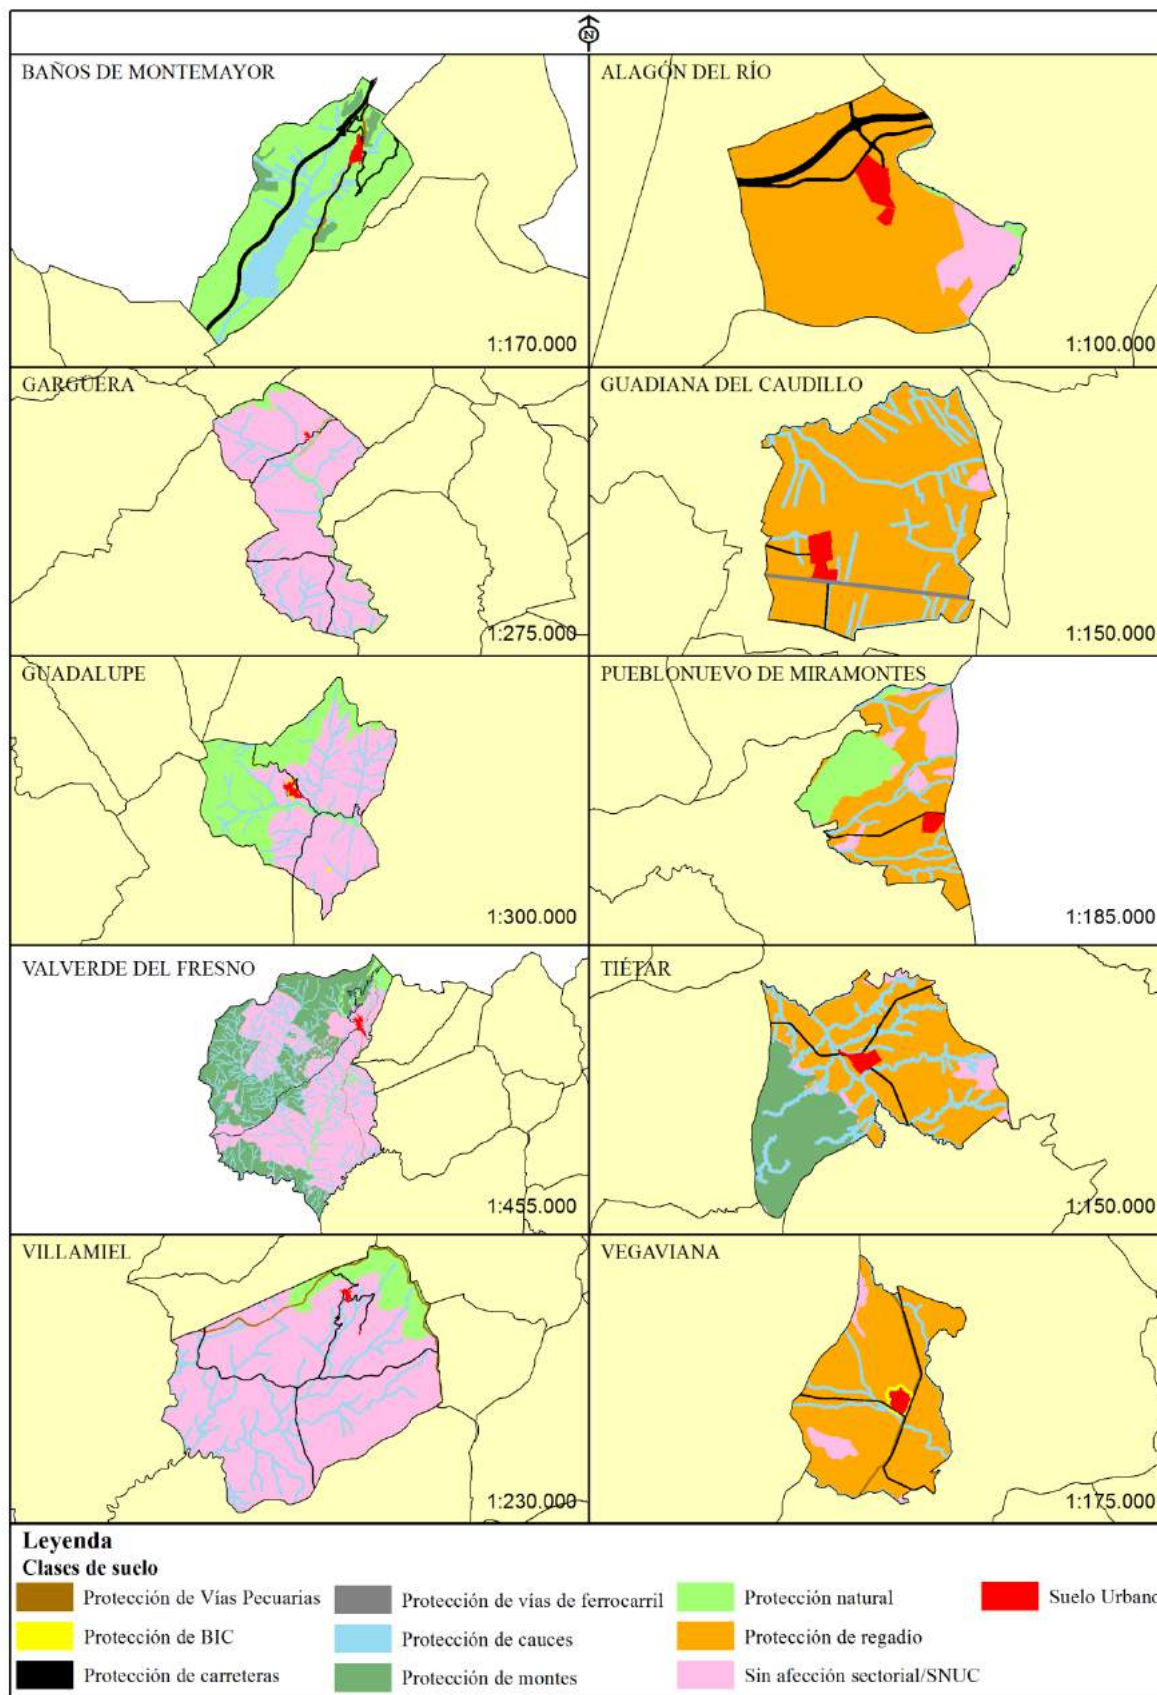 N
BAÑOS DE MONTEMAYOR
1:170.000
ALAGÓN DEL RÍO
1:100.000
GARGÜERA
1:275.000
GUADIANA DEL CAUDILLO
1:150.000
GUADALUPE
1:300.000
PUEBLONUEVO DE MIRAMONTES
1:185.000
VALVERDE DEL FRESNO
1:455.000
TIÉTAR
1:150.000
VILLAMIEL
1:230.000
VEGAVIANA
1:175.000
Leyenda
Clases de suelo
Protección de Vías Pecuarias
Protección de BIC
Protección de carreteras
Protección de vías de ferrocarril
Protección de cauces
Protección de montes
Protección natural
Protección de regadío
Sin afección sectorial/SNUC
Suelo Urbano